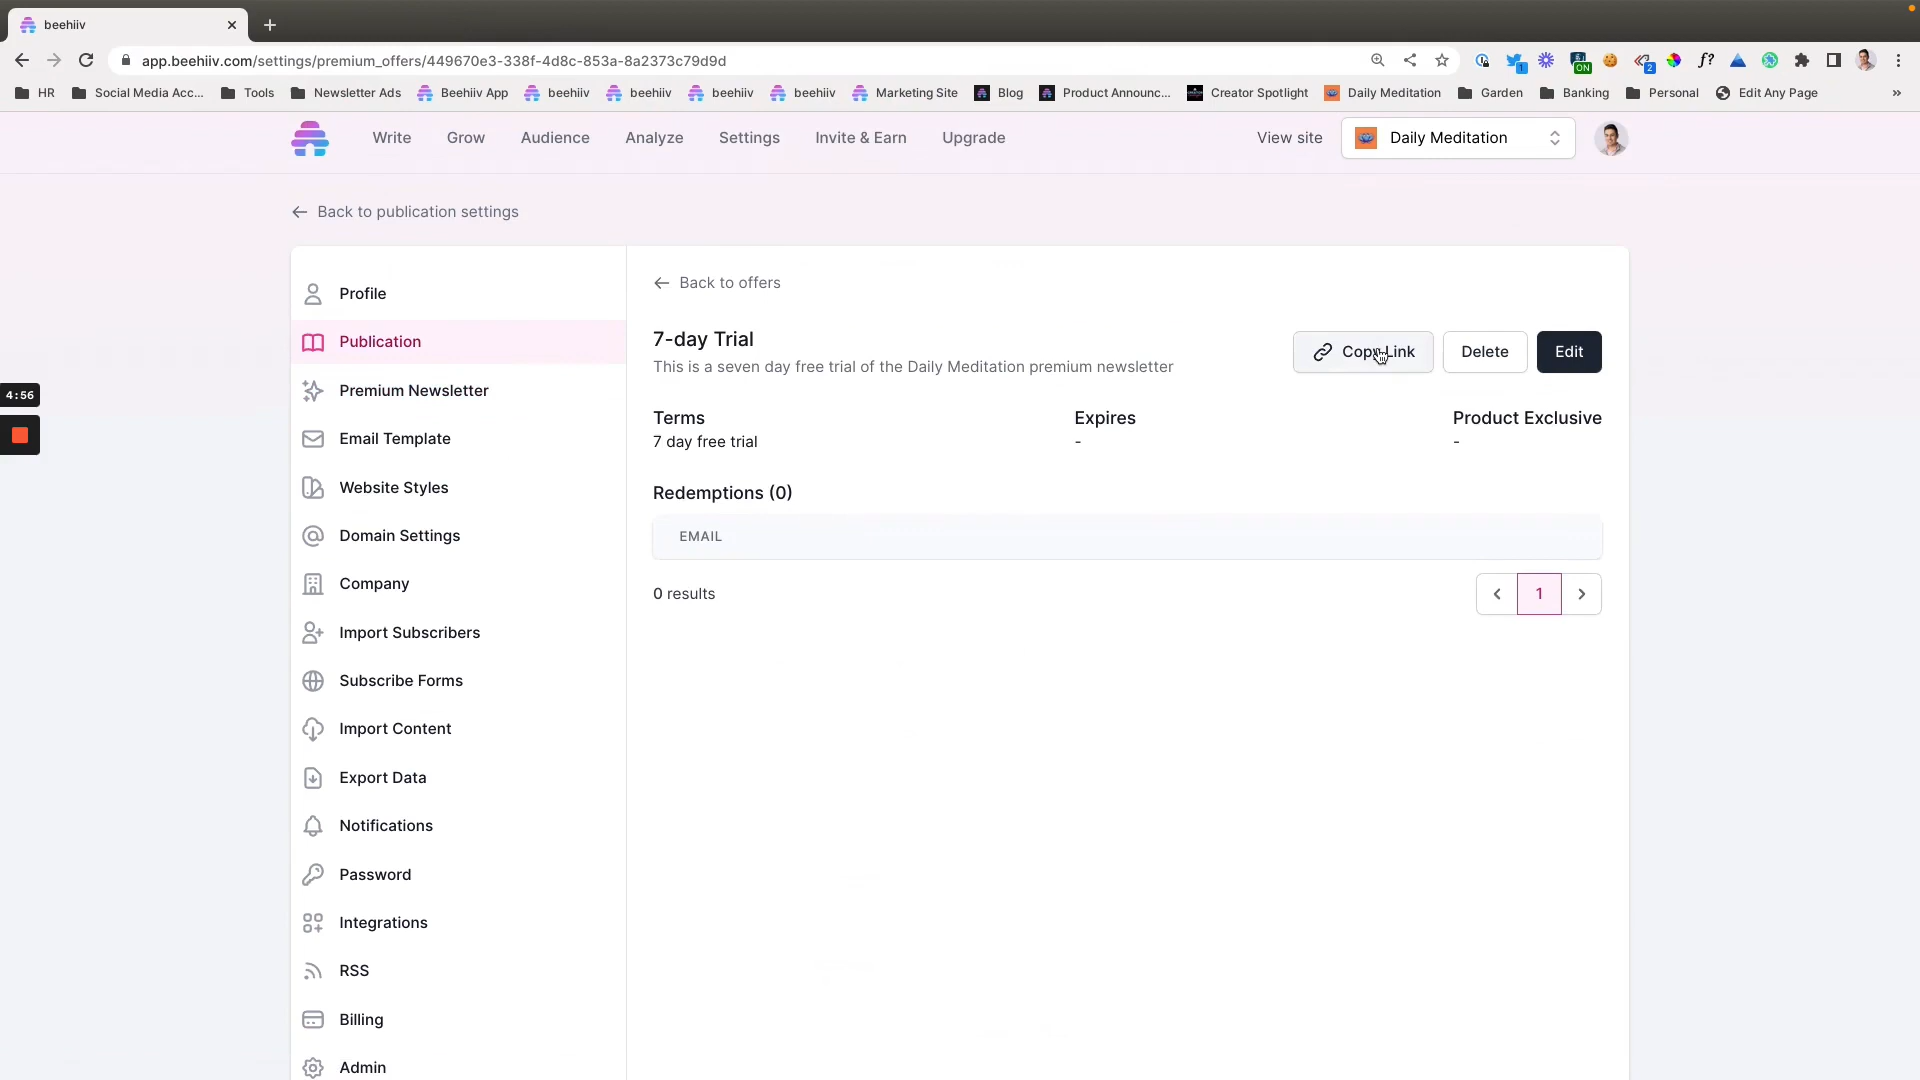 beehiiv
app.beehiiv.com/settings/premium_offers/449670e3-338f-4d8c-853a-8a2373c79d9d
1
ON
2
f?
HR
Social Media Acc...
Tools
Newsletter Ads
Beehiiv App
beehiiv
beehiiv
beehiiv
beehiiv
Marketing Site
Blog
Product Announc...
Creator Spotlight
Daily Meditation
Garden
Banking
Personal
Edit Any Page
»
Write
Grow
Audience
Analyze
Settings
Invite & Earn
Upgrade
View site
Daily Meditation
Back to publication settings
4:56
Profile
Publication
Premium Newsletter
Email Template
Website Styles
Domain Settings
Company
Import Subscribers
Subscribe Forms
Import Content
Export Data
Notifications
Password
Integrations
RSS
Billing
Admin
Back to offers
7-day Trial
This is a seven day free trial of the Daily Meditation premium newsletter
Copy Link
Delete
Edit
Terms
7 day free trial
Expires
-
Product Exclusive
-
Redemptions (0)
EMAIL
0 results
1